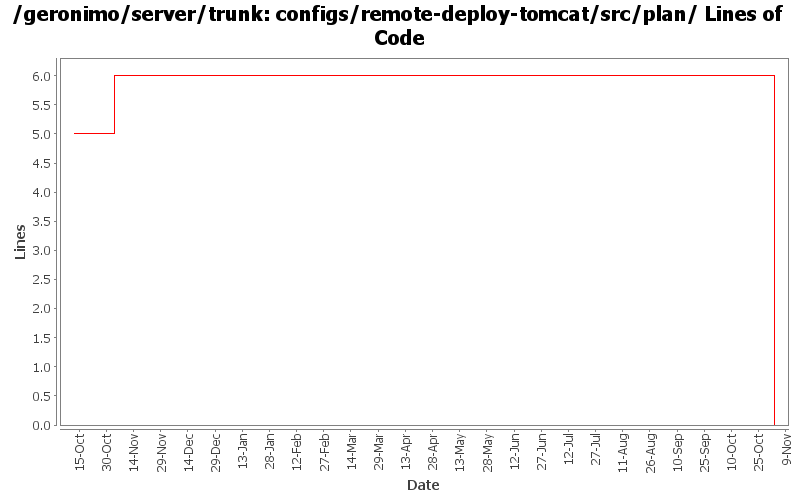 /geronimo/server/trunk: configs/remote-deploy-tomcat/src/plan/ Lines of
Code
Lines
6.0
5.5
5.0
4.5
4.0
3.5
3.0
2.5
2.0
1.5
1.0
0.5
0.0
15-Oct
30-Oct
14-Nov
29-Nov
14-Dec
29-Dec
13-Jan
28-Jan
12-Feb
27-Feb
14-Mar
29-Mar
13-Apr
28-Apr
13-May
28-May
12-Jun
27-Jun
12-Jul
27-Jul
11-Aug
26-Aug
10-Sep
25-Sep
10-Oct
25-Oct
9-Nov
Date